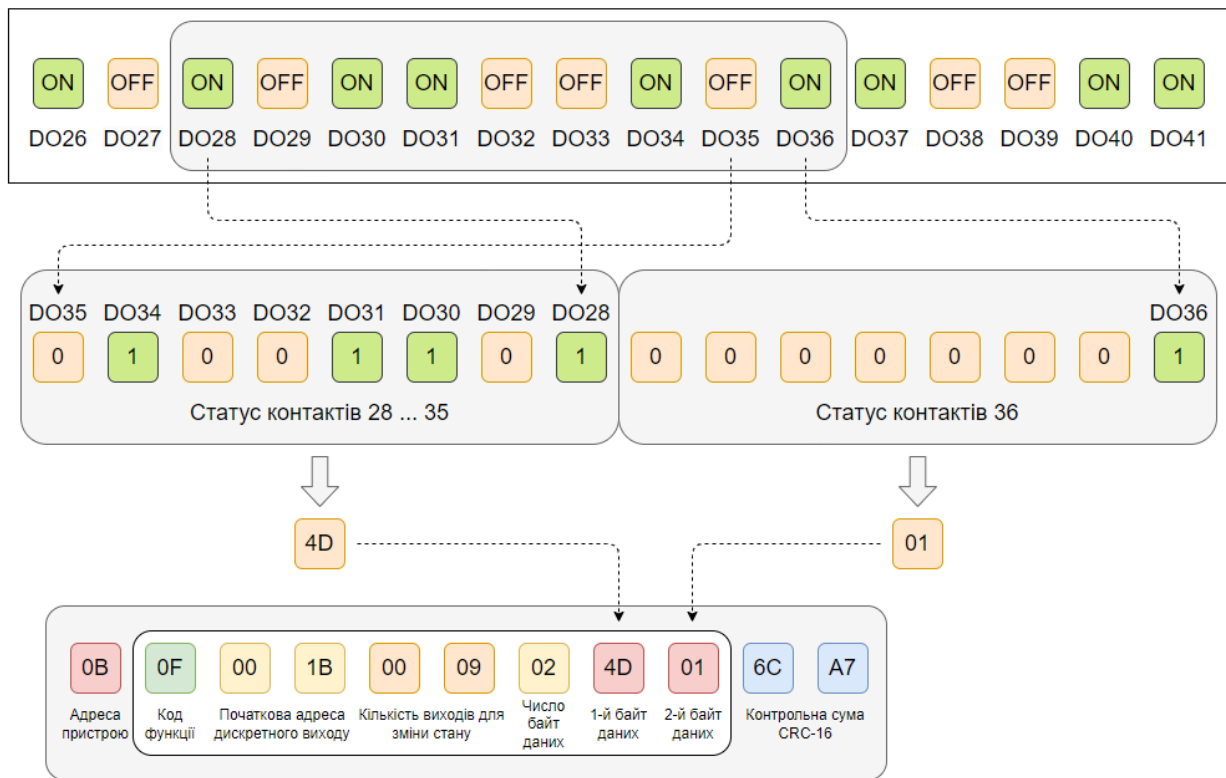 ON OFF ON OFF ON ON OFF OFF ON OFF ON ON OFF OFF ON ON
DO26 DO27 DO28 DO29 DO30 DO31 DO32 DO33 DO34 DO35 DO36 DO37 DO38 DO39 DO40 DO41
DO35 DO34 DO33 DO32 DO31 DO30 DO29 DO28 DO36
0 1 0 0 1 1 0 1 0 0 0 0 0 0 0 1
Статус контактів 28 ... 35
Статус контактів 36
4D
01
0B 0F 00 1B 00 09 02 4D 01 6C A7
Адреса
пристрою
Код
функції
Початкова адреса
дискретного виходу
Кількість виходів для
зміни стану
Число
байт
даних
1-й байт
даних
2-й байт
даних
Контрольна сума
CRC-16